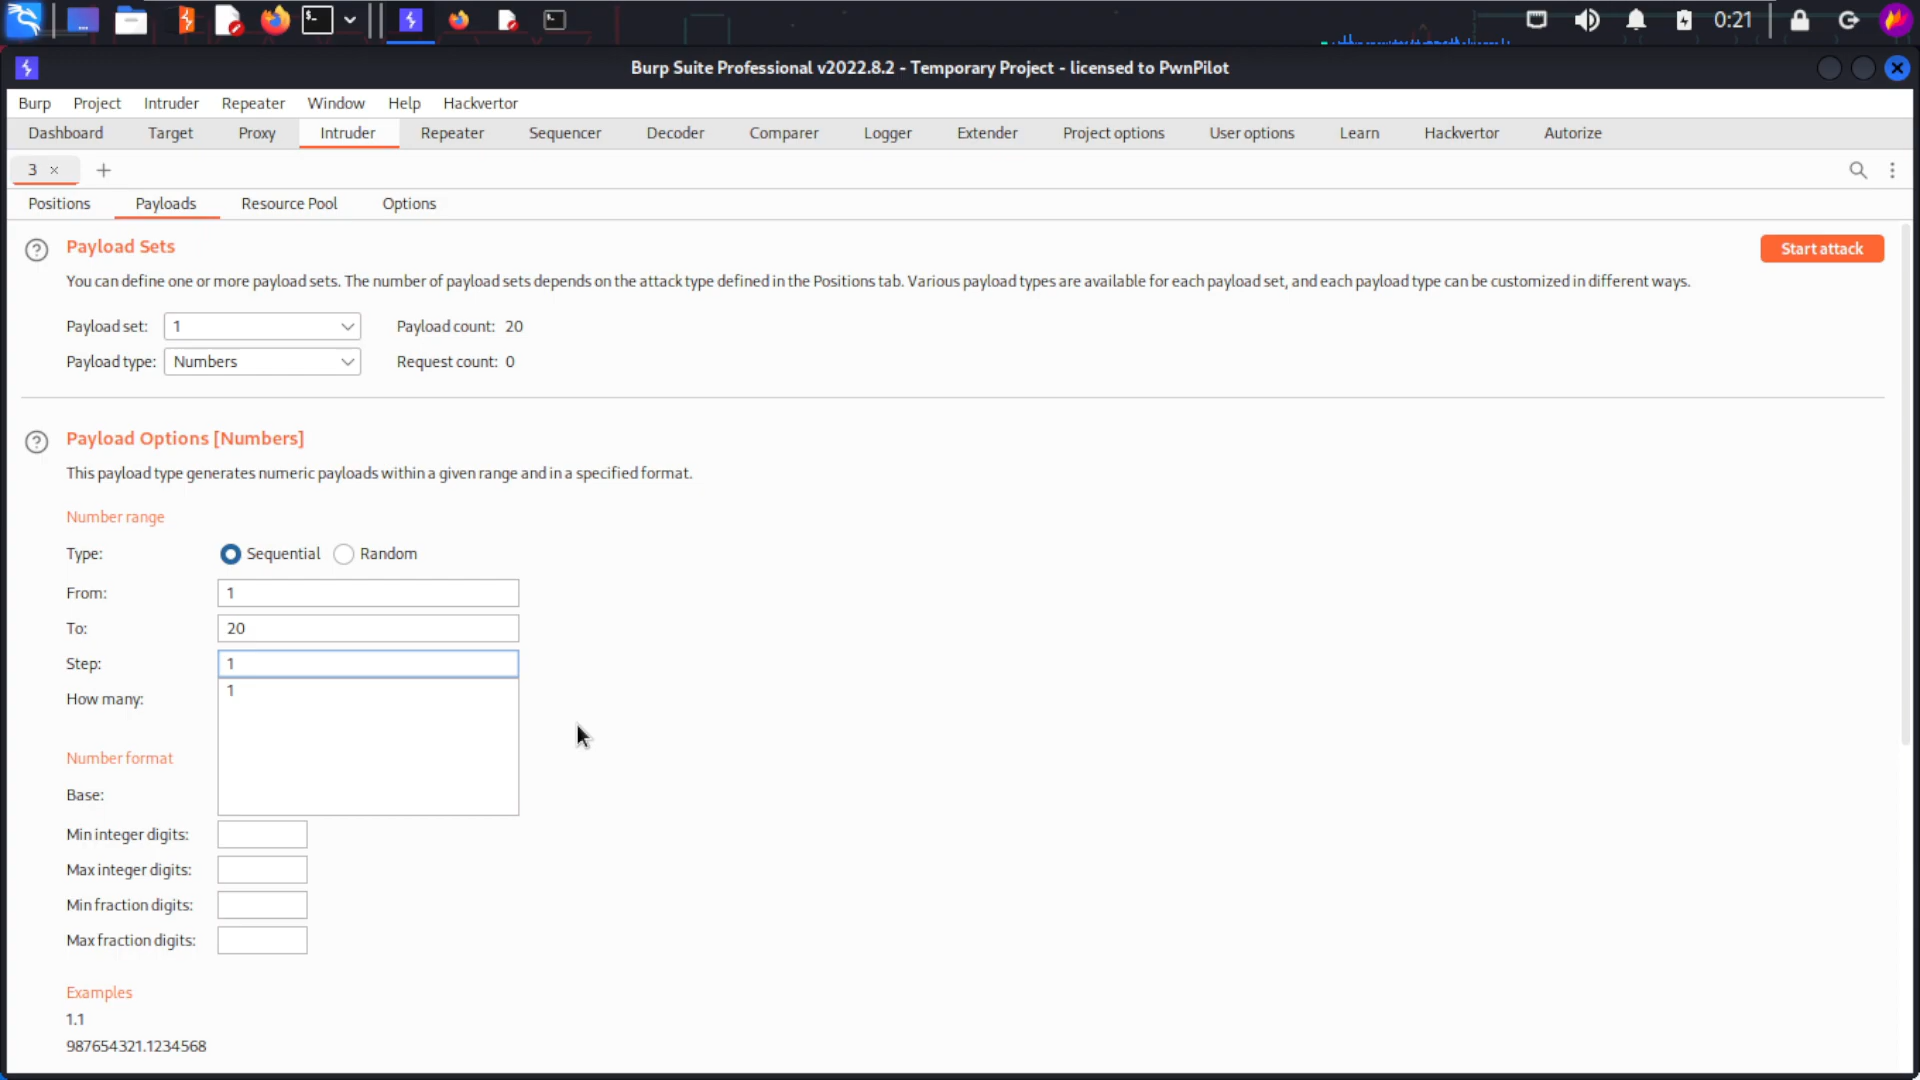 0:21
Burp Suite Professional v2022.8.2 - Temporary Project - licensed to PwnPilot
Burp Project Intruder Repeater Window Help Hackvertor
Dashboard Target Proxy Intruder Repeater Sequencer Decoder Comparer Logger Extender Project options User options Learn Hackvertor Autorize
3 × +
Positions Payloads Resource Pool Options
? Payload Sets Start attack
You can define one or more payload sets. The number of payload sets depends on the attack type defined in the Positions tab. Various payload types are available for each payload set, and each payload type can be customized in different ways.
Payload set: 1 Payload count: 20
Payload type: Numbers Request count: 0
? Payload Options [Numbers]
This payload type generates numeric payloads within a given range and in a specified format.
Number range
Type: Sequential Random
From: 1
To: 20
Step: 1
1
How many:
Number format
Base:
Min integer digits:
Max integer digits:
Min fraction digits:
Max fraction digits:
Examples
1.1
987654321.1234568